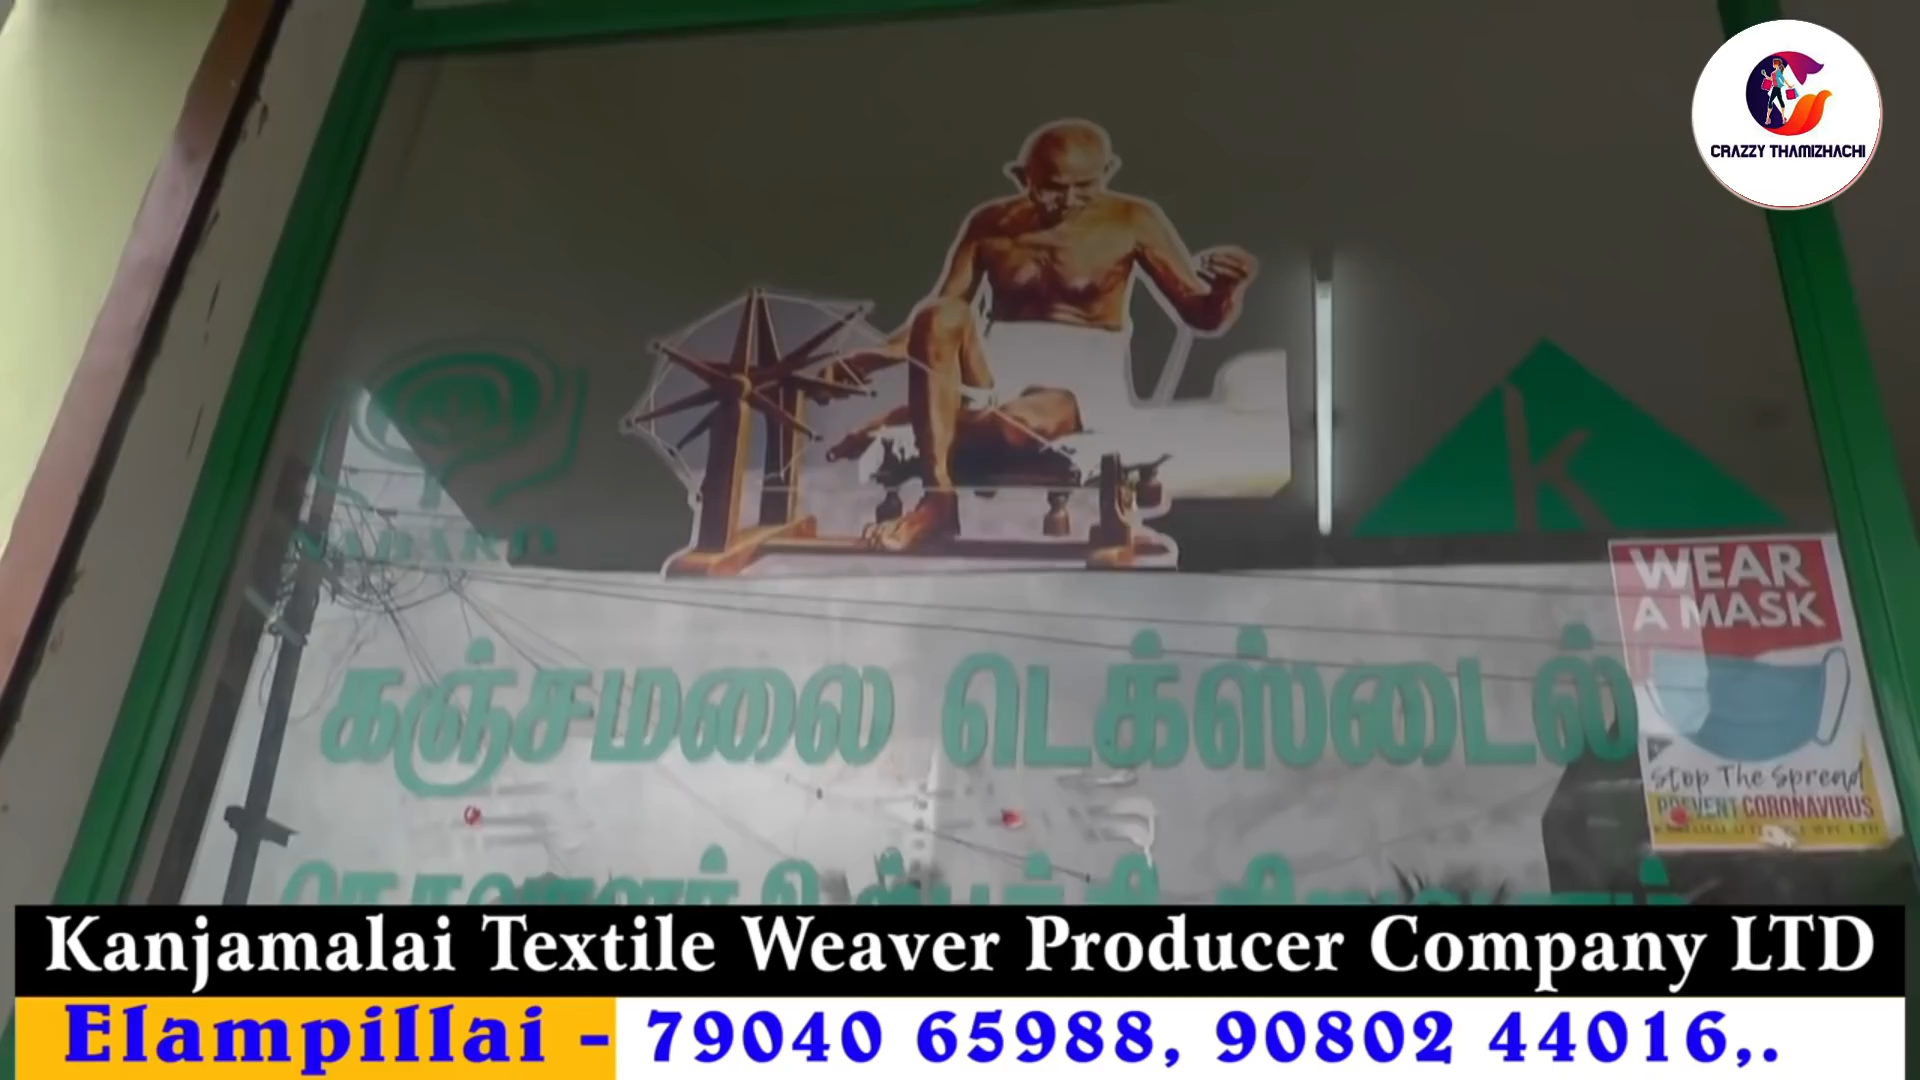 CRAZZY THAMIZHACHI
K
NABARD
WEAR
A MASK
கஞ்சமலை டெக்ஸ்டைல்
Stop The Spread
PREVENT CORONAVIRUS
Kanjamalai Textile Weaver Producer Company LTD
Elampillai - 79040 65988, 90802 44016,.